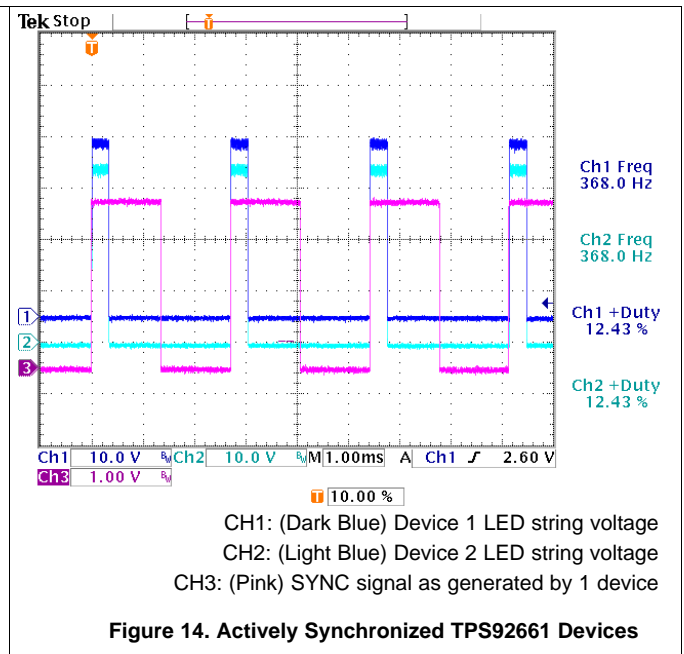 Tek Stop
T
T
Ch1 Freq
368.0 Hz
Ch2 Freq
368.0 Hz
1
Ch1 +Duty
12.43 %
2
3
Ch2 +Duty
12.43 %
Ch1 10.0 V BW Ch2 10.0 V BW M 1.00ms A Ch1 ʃ 2.60 V
Ch3 1.00 V BW
T 10.00 %
CH1: (Dark Blue) Device 1 LED string voltage
CH2: (Light Blue) Device 2 LED string voltage
CH3: (Pink) SYNC signal as generated by 1 device
Figure 14. Actively Synchronized TPS92661 Devices